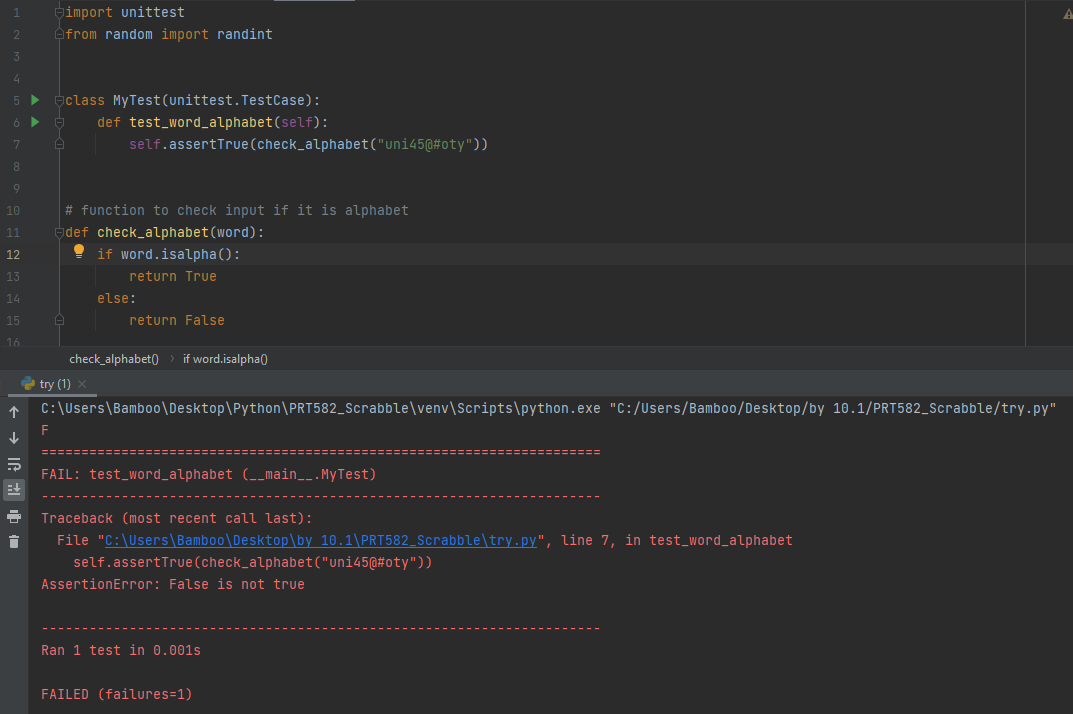 1 import unittest
2 from random import randint
3
4
5 class MyTest(unittest.TestCase):
6 def test_word_alphabet(self):
7 self.assertTrue(check_alphabet("uni45@#oty"))
8
9
10 # function to check input if it is alphabet
11 def check_alphabet(word):
12 if word.isalpha():
13 return True
14 else:
15 return False
16
check_alphabet() › if word.isalpha()
try (1) ×
C:\Users\Bamboo\Desktop\Python\PRT582_Scrabble\venv\Scripts\python.exe "C:/Users/Bamboo/Desktop/by 10.1/PRT582_Scrabble/try.py"
F
======================================================================
FAIL: test_word_alphabet (__main__.MyTest)
----------------------------------------------------------------------
Traceback (most recent call last):
File "C:\Users\Bamboo\Desktop\by 10.1\PRT582_Scrabble\try.py", line 7, in test_word_alphabet
self.assertTrue(check_alphabet("uni45@#oty"))
AssertionError: False is not true
----------------------------------------------------------------------
Ran 1 test in 0.001s
FAILED (failures=1)